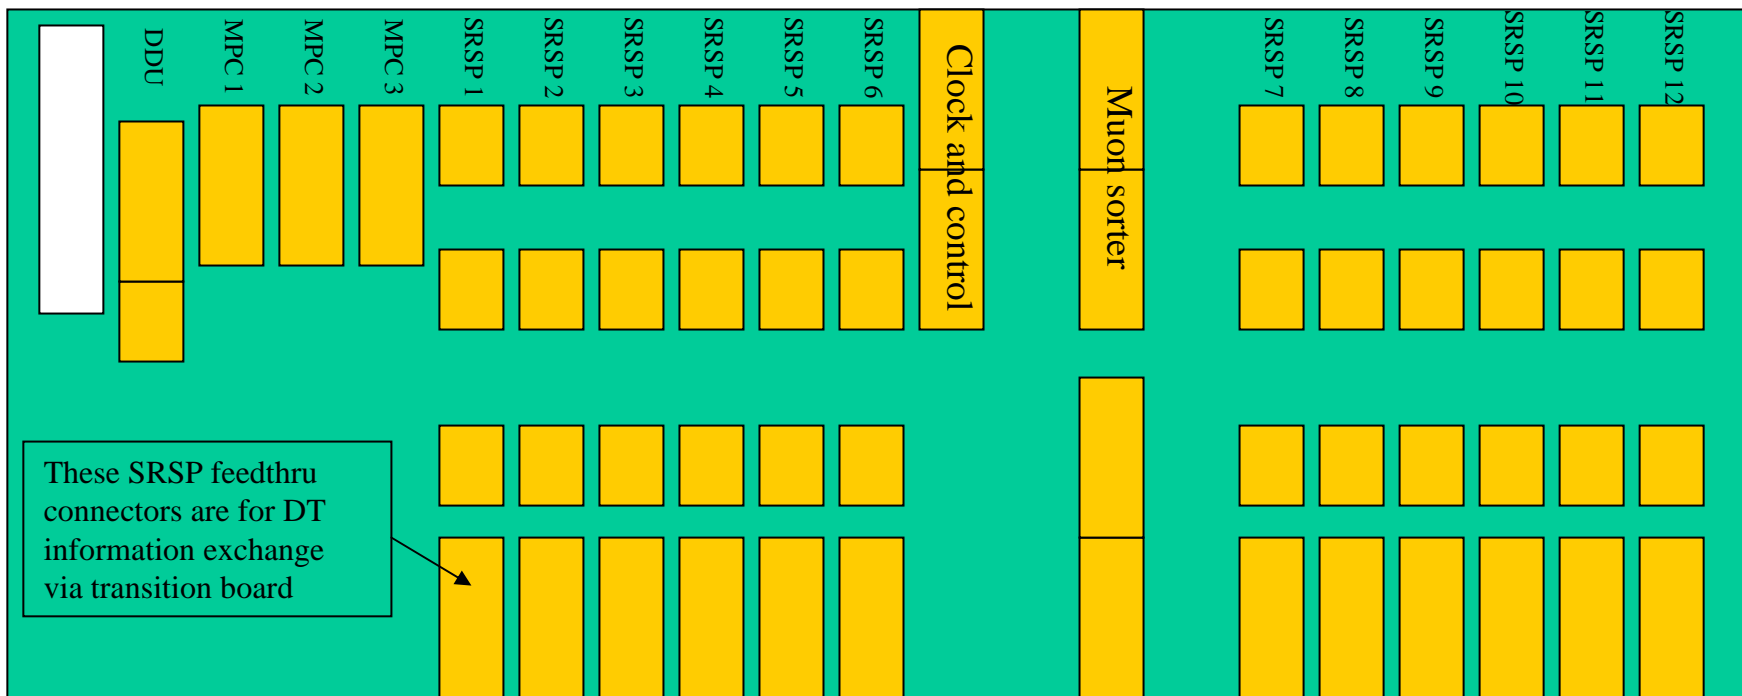 DDU
MPC 1
MPC 2
MPC 3
SRSP 1
SRSP 2
SRSP 3
SRSP 4
SRSP 5
SRSP 6
Clock and control
Muon sorter
SRSP 7
SRSP 8
SRSP 9
SRSP 10
SRSP 11
SRSP 12
These SRSP feedthru
connectors are for DT
information exchange
via transition board